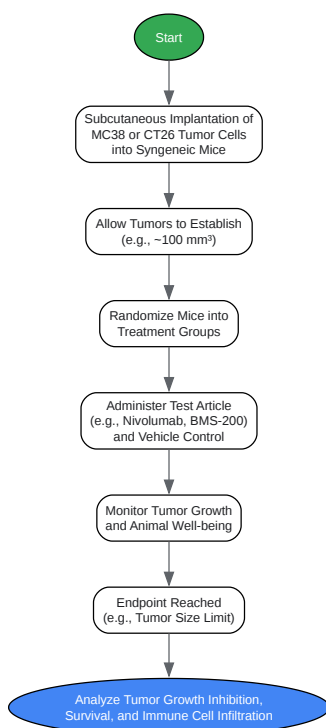 Start
Subcutaneous Implantation of
MC38 or CT26 Tumor Cells
into Syngeneic Mice
Allow Tumors to Establish
(e.g., ~100 mm³)
Randomize Mice into
Treatment Groups
Administer Test Article
(e.g., Nivolumab, BMS-200)
and Vehicle Control
Monitor Tumor Growth
and Animal Well-being
Endpoint Reached
(e.g., Tumor Size Limit)
Analyze Tumor Growth Inhibition,
Survival, and Immune Cell Infiltration